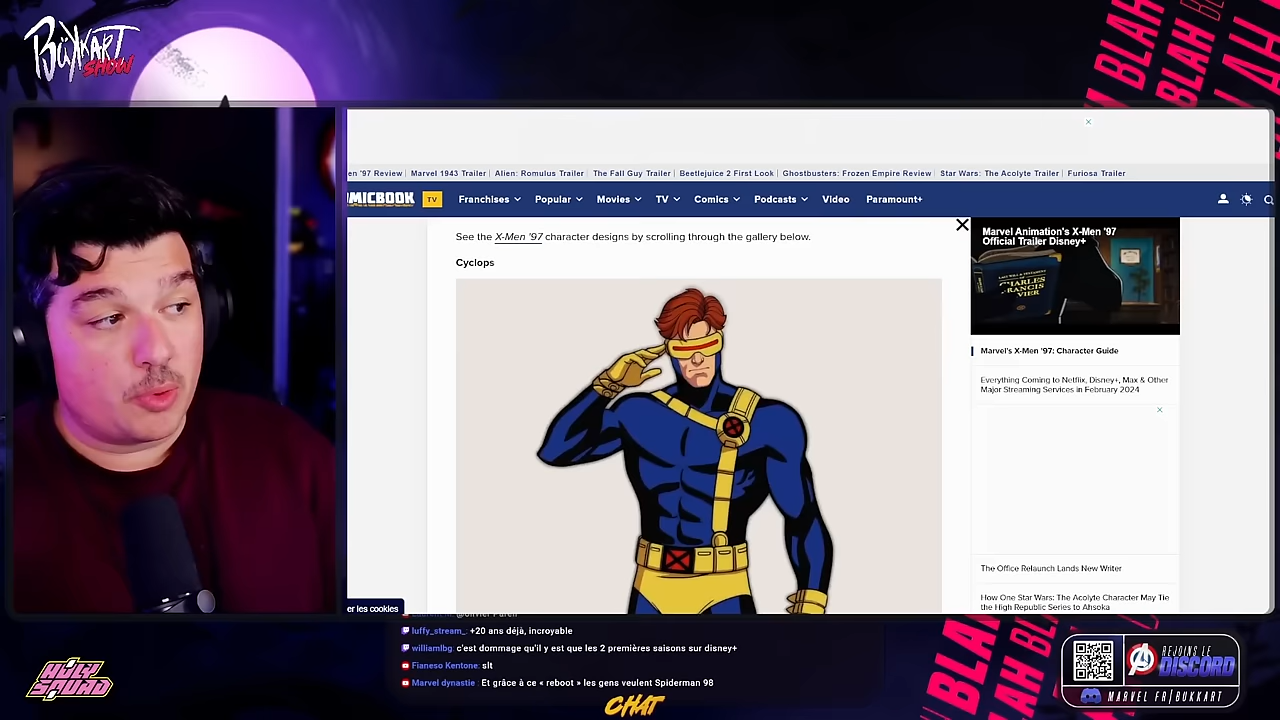 BÜKKART
SHOW
BLAH
BLAH
en '97 Review | Marvel 1943 Trailer | Alien: Romulus Trailer | The Fall Guy Trailer | Beetlejuice 2 First Look | Ghostbusters: Frozen Empire Review | Star Wars: The Acolyte Trailer | Furiosa Trailer
MICBOOK TV Franchises Popular Movies TV Comics Podcasts Video Paramount+
See the X-Men '97 character designs by scrolling through the gallery below.
Cyclops
Marvel Animation's X-Men '97
Official Trailer Disney+
CHARLES
FRANCIS
VIER
Marvel's X-Men '97: Character Guide
Everything Coming to Netflix, Disney+, Max & Other
Major Streaming Services in February 2024
The Office Relaunch Lands New Writer
How One Star Wars: The Acolyte Character May Tie
the High Republic Series to Ahsoka
er les cookies
luffy_stream_: +20 ans déjà, incroyable
williamlbg: c'est dommage qu'il y est que les 2 premières saisons sur disney+
Fianeso Kentone: slt
Marvel dynastie : Et grâce à ce « reboot » les gens veulent Spiderman 98
CHAT
HÖLY
SQUAD
BLAH
BLAH
REJOINS LE
DISCORD
MARVEL FR|BUKKART